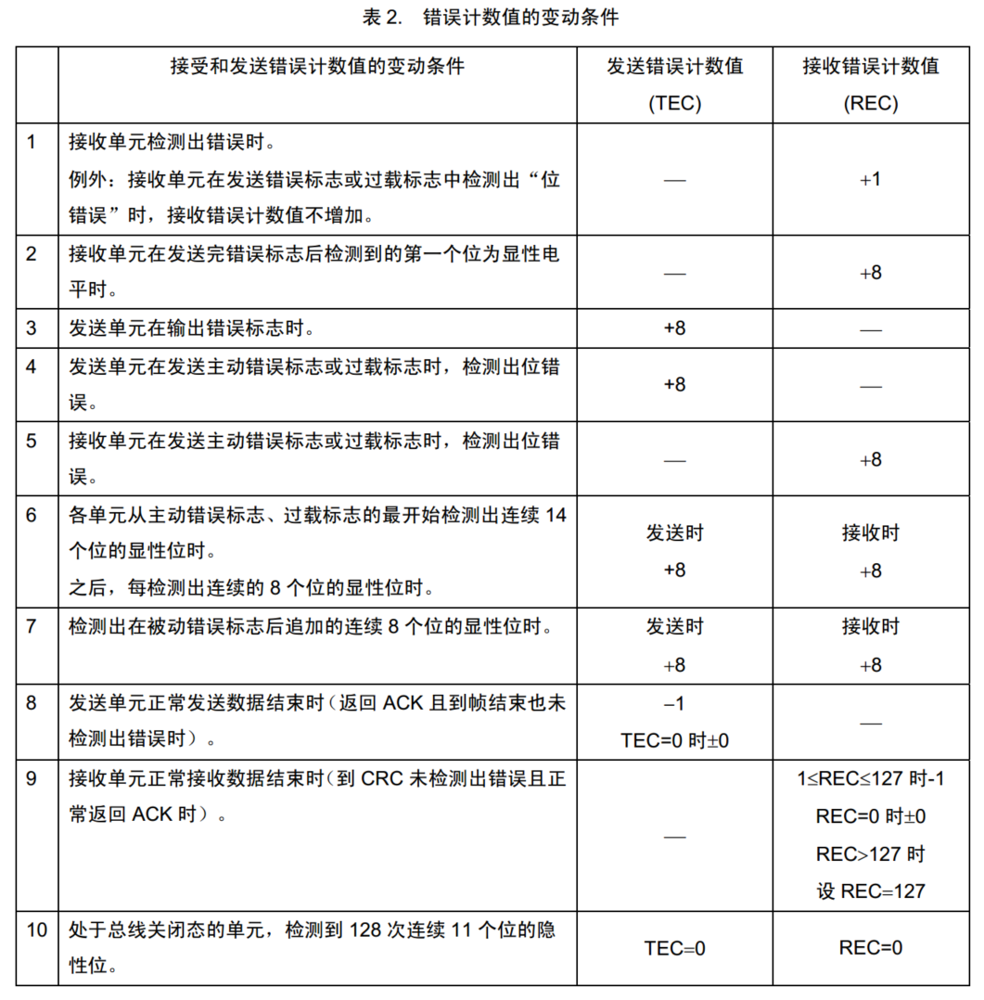 表 2. 错误计数值的变动条件
接受和发送错误计数值的变动条件
发送错误计数值
(TEC)
接收错误计数值
(REC)
1
接收单元检测出错误时。
例外：接收单元在发送错误标志或过载标志中检测出“位
错误”时，接收错误计数值不增加。
—
+1
2
接收单元在发送完错误标志后检测到的第一个位为显性电
平时。
—
+8
3
发送单元在输出错误标志时。
+8
—
4
发送单元在发送主动错误标志或过载标志时，检测出位错
误。
+8
—
5
接收单元在发送主动错误标志或过载标志时，检测出位错
误。
—
+8
6
各单元从主动错误标志、过载标志的最开始检测出连续 14
个位的显性位时。
之后，每检测出连续的 8 个位的显性位时。
发送时
+8
接收时
+8
7
检测出在被动错误标志后追加的连续 8 个位的显性位时。
发送时
+8
接收时
+8
8
发送单元正常发送数据结束时（返回 ACK 且到帧结束也未
检测出错误时）。
–1
TEC=0 时±0
—
9
接收单元正常接收数据结束时（到 CRC 未检测出错误且正
常返回 ACK 时）。
—
1≤REC≤127 时-1
REC=0 时±0
REC>127 时
设 REC=127
10
处于总线关闭态的单元，检测到 128 次连续 11 个位的隐
性位。
TEC=0
REC=0